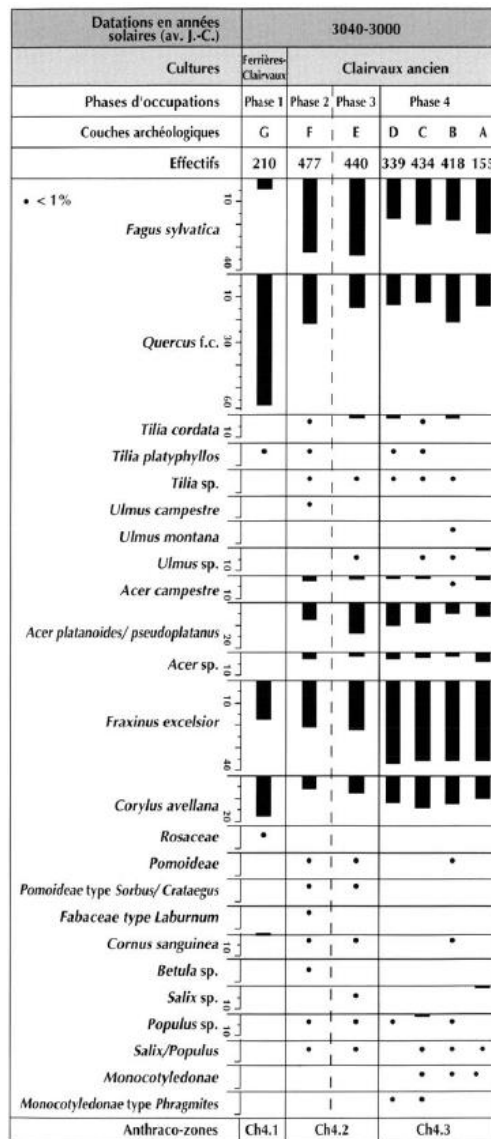 Datations en années
solaires (av. J.-C.)
3040-3000
Cultures
Ferrières-
Clairvaux
Clairvaux ancien
Phases d'occupations
Phase 1
Phase 2
Phase 3
Phase 4
Couches archéologiques
G
F
E
D
C
B
A
Effectifs
210
477
440
339
434
418
155
• < 1%
10
Fagus sylvatica
40
10
Quercus f.c.
30
60
Tilia cordata
10
Tilia platyphyllos
Tilia sp.
Ulmus campestre
Ulmus montana
Ulmus sp.
10
Acer campestre
10
Acer platanoides/ pseudoplatanus
20
Acer sp.
10
10
Fraxinus excelsior
40
Corylus avellana
20
Rosaceae
Pomoideae
Pomoideae type Sorbus/ Crataegus
Fabaceae type Laburnum
Cornus sanguinea
10
Betula sp.
Salix sp.
10
Populus sp.
10
Salix/Populus
Monocotyledonae
Monocotyledonae type Phragmites
Anthraco-zones
Ch4.1
Ch4.2
Ch4.3